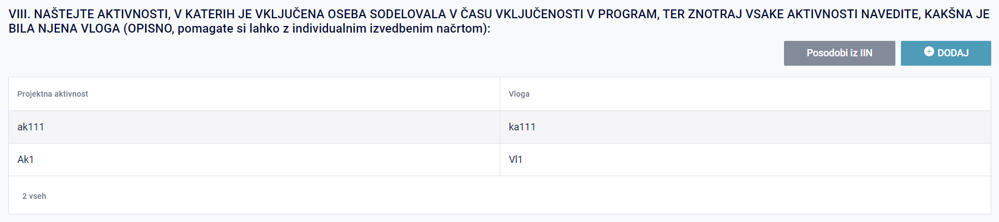 VIII. NAŠTEJTE AKTIVNOSTI, V KATERIH JE VKLJUČENA OSEBA SODELOVALA V ČASU VKLJUČENOSTI V PROGRAM, TER ZNOTRAJ VSAKE AKTIVNOSTI NAVEDITE, KAKŠNA JE
BILA NJENA VLOGA (OPISNO, pomagate si lahko z individualnim izvedbenim načrtom):
Posodobi iz IIN DODAJ
Projektna aktivnost Vloga
ak111 ka111
Ak1 Vl1
2 vseh